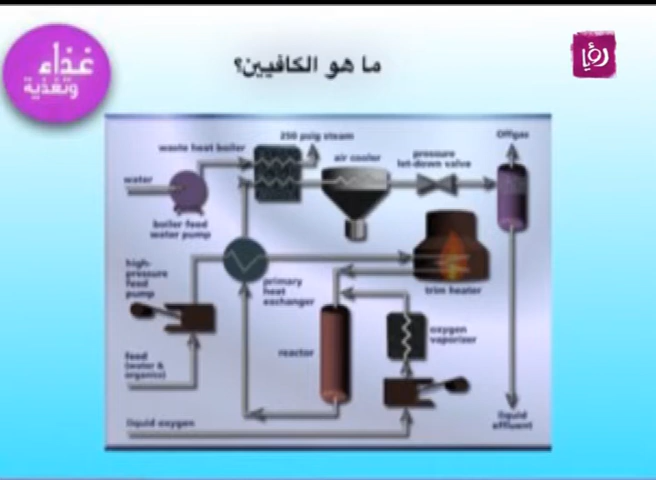 غذاء
وتغذية
ما هو الكافيين؟
رؤيا
250 psig steam
waste heat boiler
air cooler
pressure
let-down valve
Offgas
water
boiler feed
water pump
high-
pressure feed
pump
primary
heat
exchanger
trim heater
oxygen
vaporizer
reactor
feed
(water &
organics)
liquid oxygen
liquid
effluent